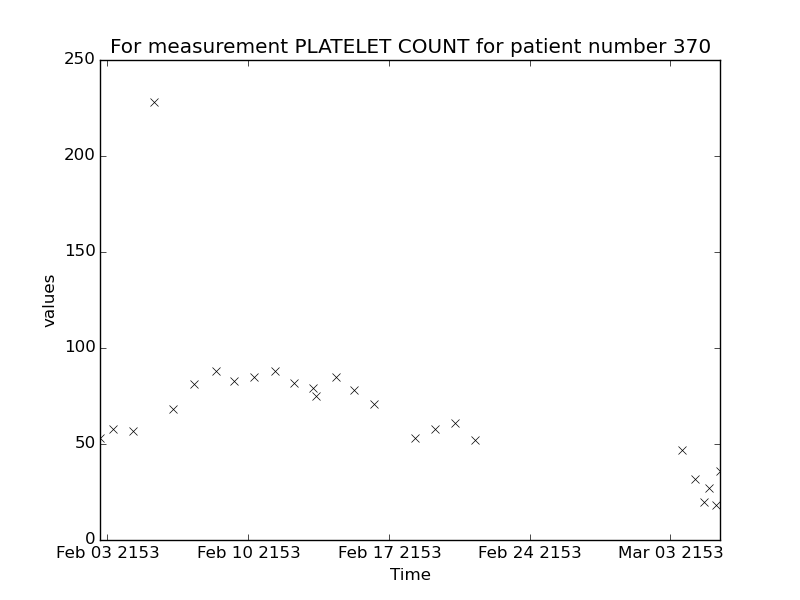 For measurement PLATELET COUNT for patient number 370
250
200
150
100
50
0
values
Feb 03 2153 Feb 10 2153 Feb 17 2153 Feb 24 2153 Mar 03 2153
Time